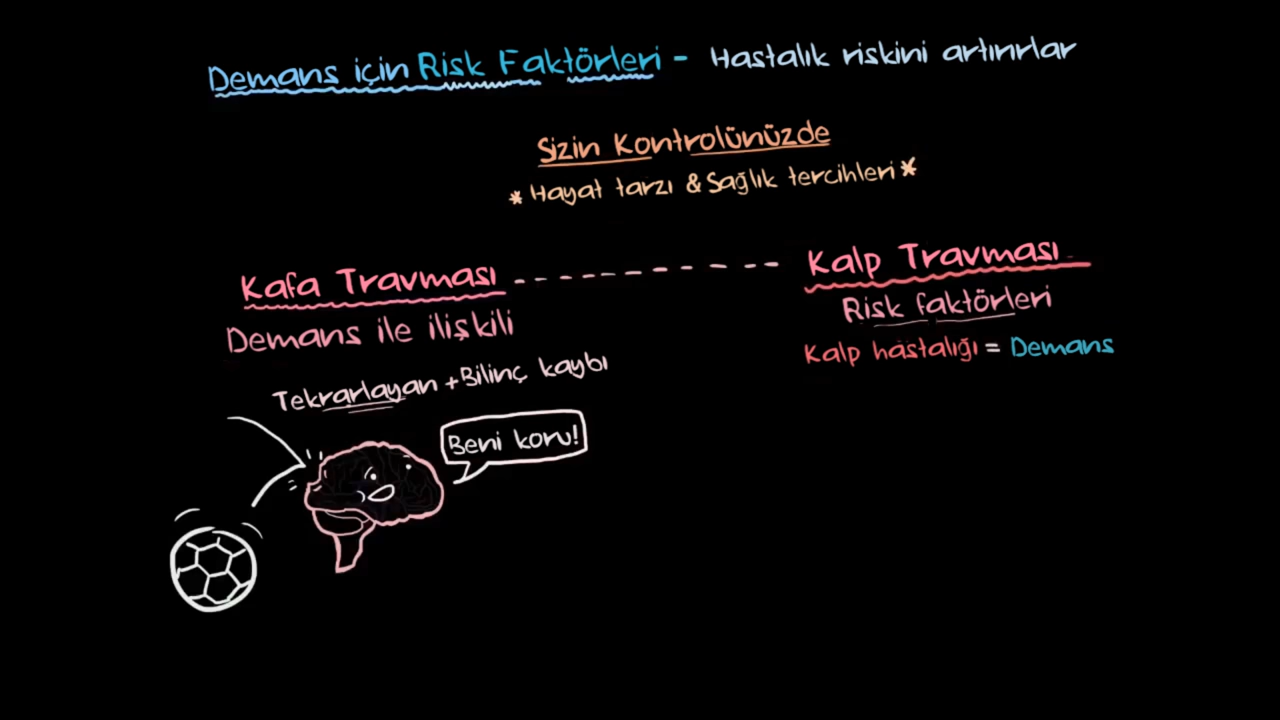 Demans için Risk Faktörleri - Hastalık riskini artırırlar
Sizin Kontrolünüzde
* Hayat tarzı & Sağlık tercihleri *
Kafa Travması - - - - - - - - - - Kalp Travması
Demans ile ilişkili
Risk faktörleri
Kalp hastalığı = Demans
Tekrarlayan + Bilinç kaybı
Beni koru!